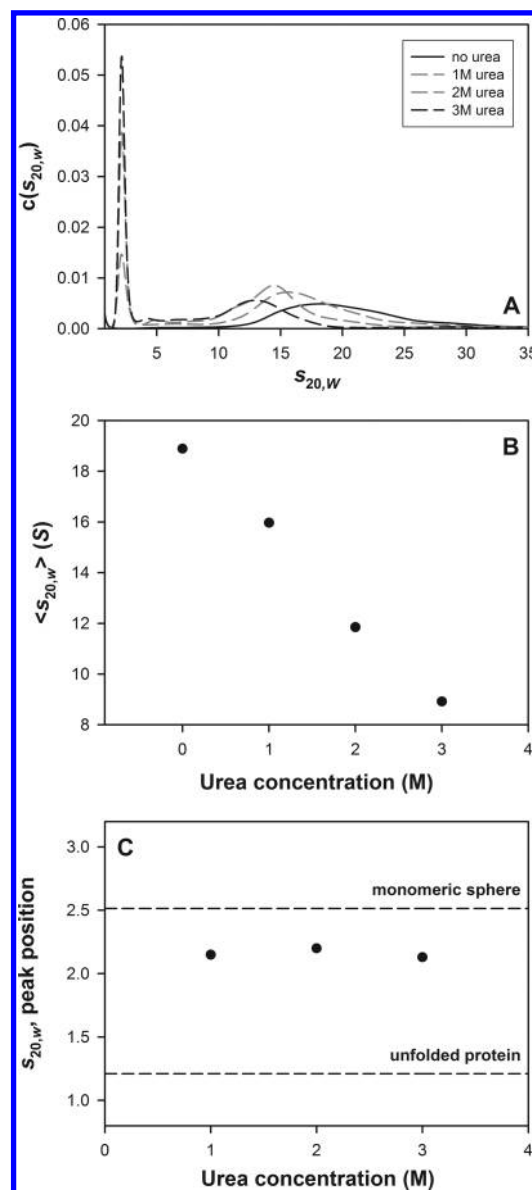 0.06
0.05
0.04
0.03
0.02
0.01
0.00
c(s20,w)
no urea
1M urea
2M urea
3M urea
A
5 10 15 20 25 30 35
s20,W
20
18
16
14
12
10
8
<s20,w> (S)
B
0 1 2 3 4
Urea concentration (M)
3.0
2.5
2.0
1.5
1.0
s20,w, peak position
C
monomeric sphere
unfolded protein
0 1 2 3 4
Urea concentration (M)